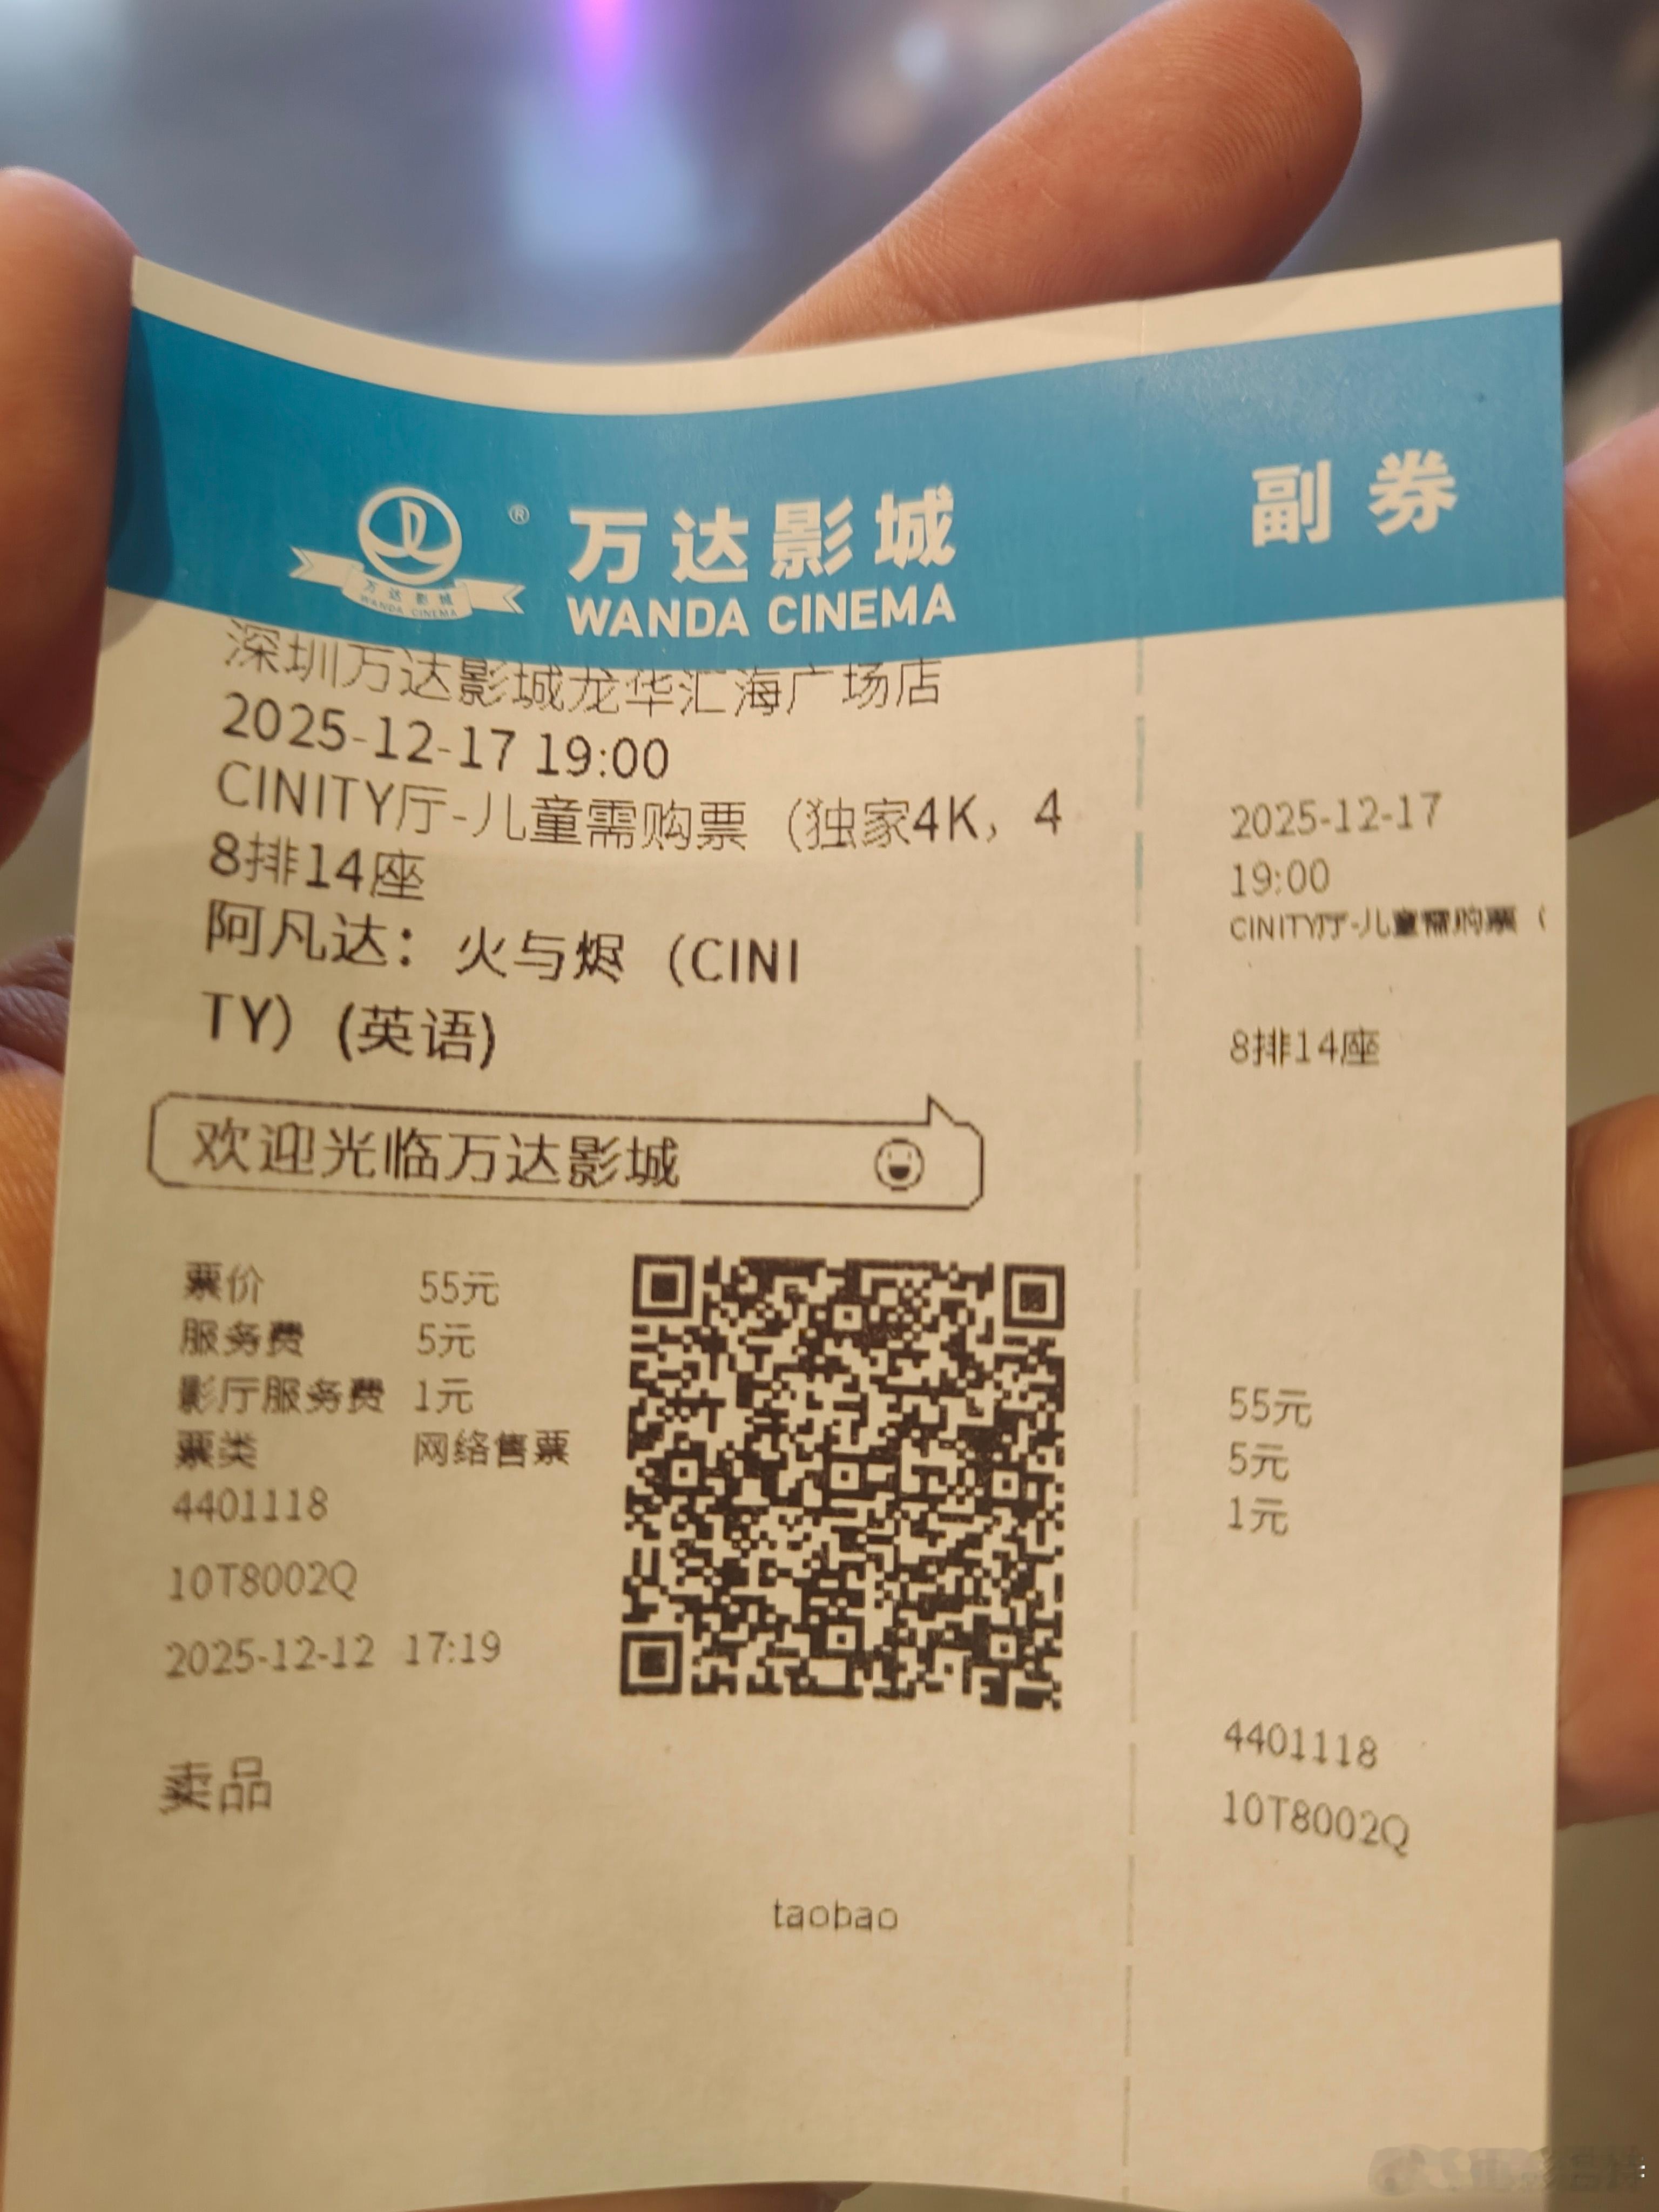 万达影城
WANDA CINEMA
®
万达影城
WANDA CINEMA
副券
深圳万达影城龙华汇海广场店
2025-12-17 19:00
CINITY厅-儿童需购票（独家4K，4
8排14座
阿凡达：火与烬（CINI
TY）(英语)
欢迎光临万达影城
票价 55元
服务费 5元
影厅服务费 1元
票类 网络售票
4401118
10T8002Q
2025-12-12 17:19
卖品
taobao
2025-12-17
19:00
CINITY厅-儿童需购票（
8排14座
55元
5元
1元
4401118
10T8002Q